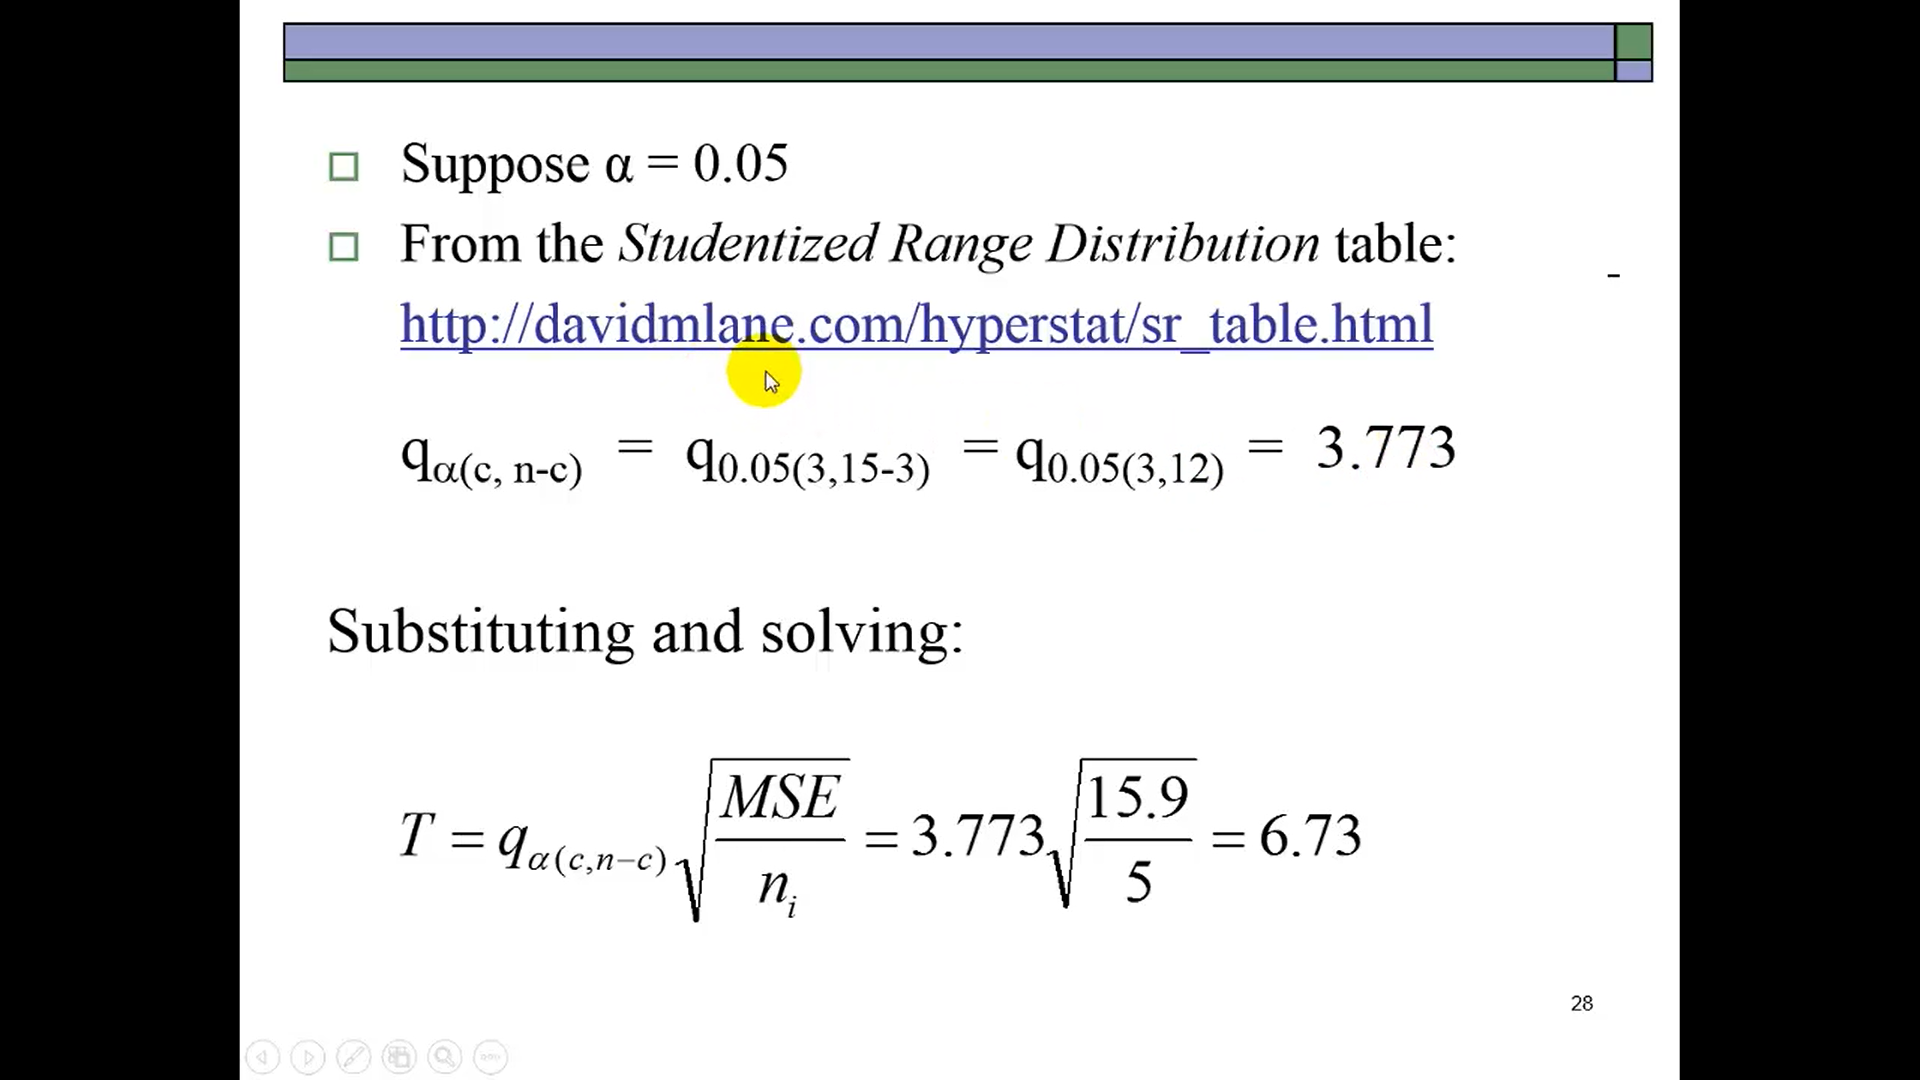 Suppose α = 0.05
From the Studentized Range Distribution table:
http://davidmlane.com/hyperstat/sr_table.html
qα(c, n-c) = q0.05(3,15-3) = q0.05(3,12) = 3.773
Substituting and solving:
T = qα(c,n−c) √(MSE/ni) = 3.773 √(15.9/5) = 6.73
28